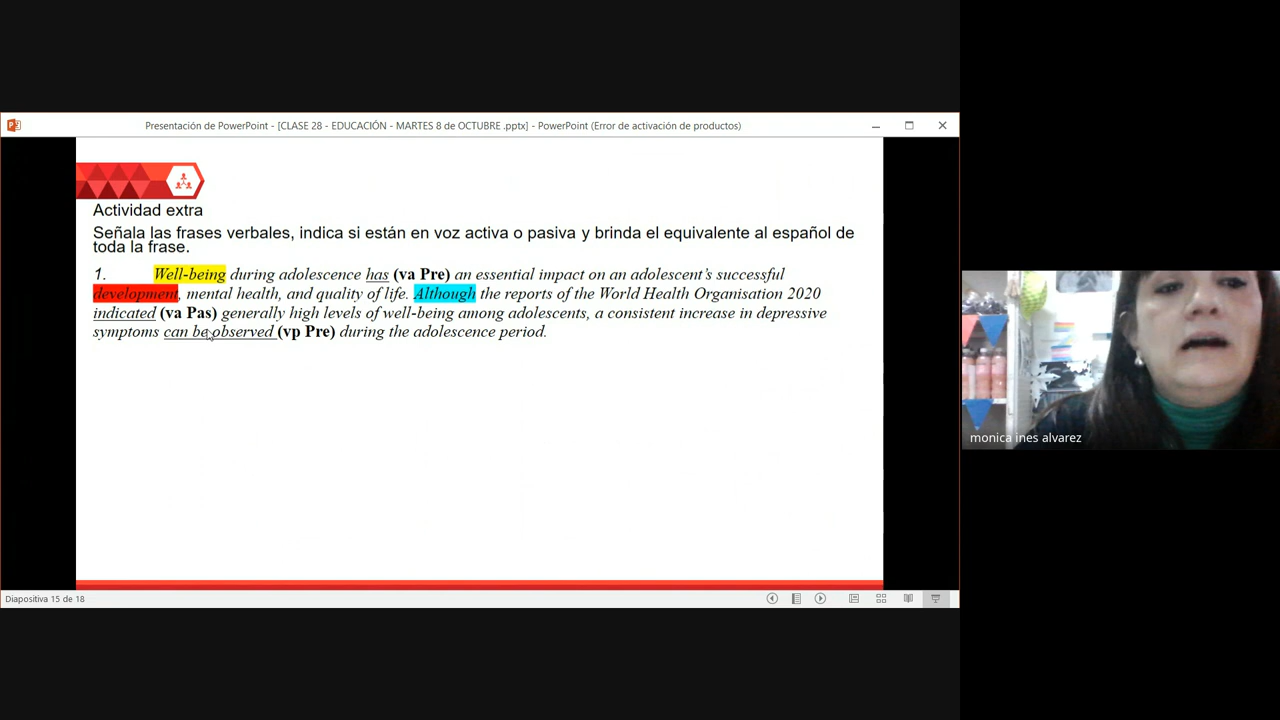 Presentación de PowerPoint - [CLASE 28 - EDUCACIÓN - MARTES 8 de OCTUBRE .pptx] - PowerPoint (Error de activación de productos)
Actividad extra
Señala las frases verbales, indica si están en voz activa o pasiva y brinda el equivalente al español de
toda la frase.
1. Well-being during adolescence has (va Pre) an essential impact on an adolescent's successful
development, mental health, and quality of life. Although the reports of the World Health Organisation 2020
indicated (va Pas) generally high levels of well-being among adolescents, a consistent increase in depressive
symptoms can be observed (vp Pre) during the adolescence period.
monica ines alvarez
Diapositiva 15 de 18